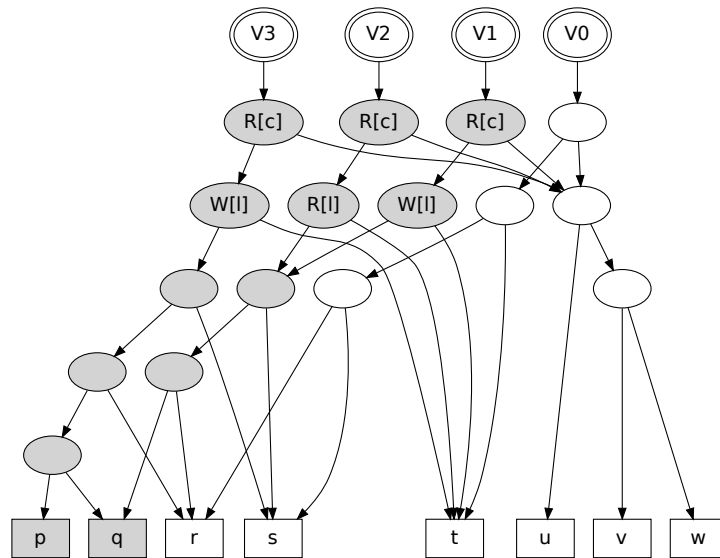 V3 V2 V1 V0
R[c] R[c] R[c]
W[l] R[l] W[l]
p q r s t u v w